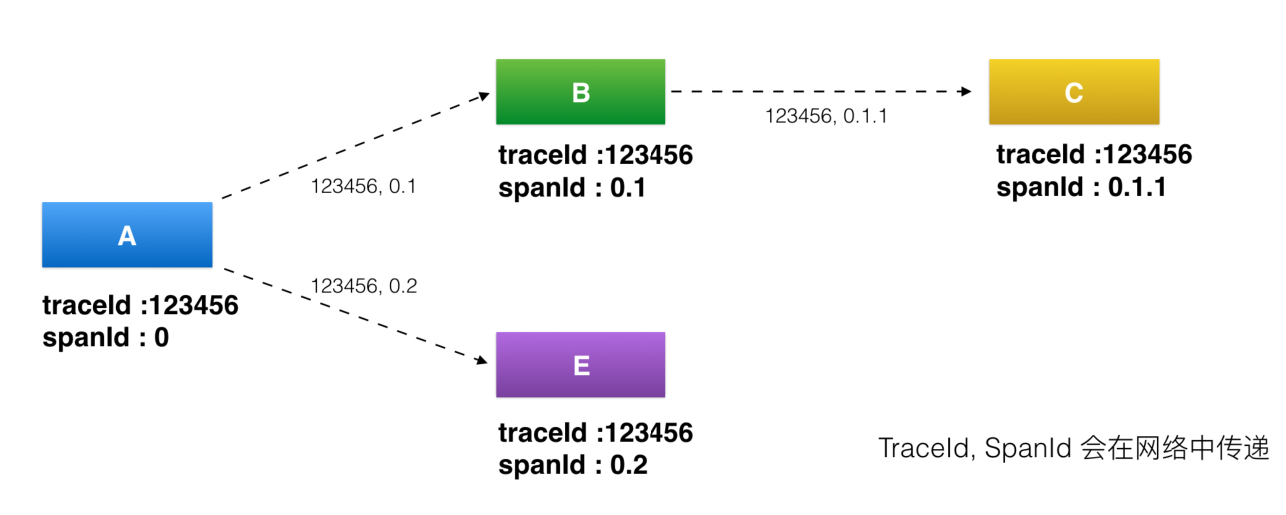 B
C
123456, 0.1.1
traceId :123456
spanId : 0.1
traceId :123456
spanId : 0.1.1
123456, 0.1
A
traceId :123456
spanId : 0
123456, 0.2
E
traceId :123456
spanId : 0.2
TraceId, SpanId 会在网络中传递